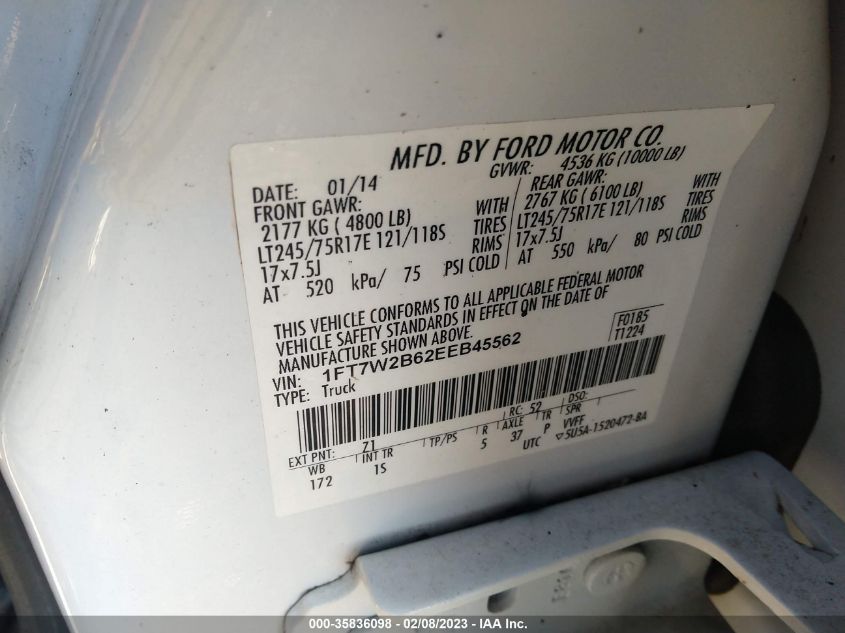 MFD. BY FORD MOTOR CO.
DATE: 01/14 GVWR: 4536 KG (10000 LB)
FRONT GAWR: REAR GAWR:
2177 KG ( 4800 LB) WITH 2767 KG ( 6100 LB) WITH
LT245/75R17E 121/118S TIRES LT245/75R17E 121/118S TIRES
17x7.5J RIMS 17x7.5J RIMS
AT 520 kPa/ 75 PSI COLD AT 550 kPa/ 80 PSI COLD
THIS VEHICLE CONFORMS TO ALL APPLICABLE FEDERAL MOTOR
VEHICLE SAFETY STANDARDS IN EFFECT ON THE DATE OF
MANUFACTURE SHOWN ABOVE.
F0185
VIN: 1FT7W2B62EEB45562
TT224
TYPE: Truck
EXT PNT: Z1 RC: 52 DSO:
WB INT TR TP/PS R AXLE TR SPR
172 1S 5 37 P VVFF
UTC ▽5U5A-1520472-BA
000-35836098 - 02/08/2023 - IAA Inc.